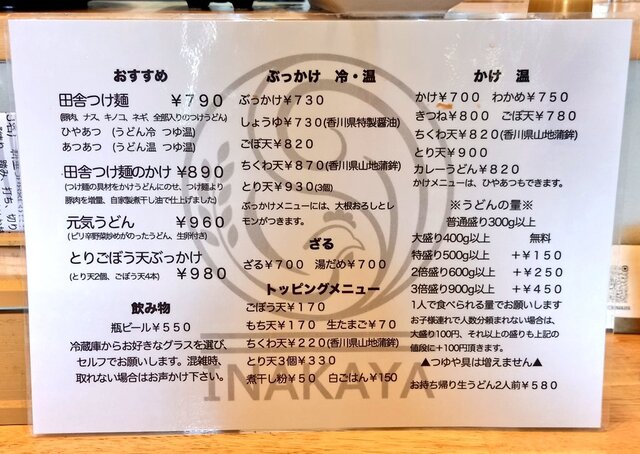 おすすめ
田舎つけ麺 ￥790
(豚肉、ナス、キノコ、ネギ、全部入りのつけうどん)
ひやあつ (うどん冷 つゆ温)
あつあつ (うどん温 つゆ温)
田舎つけ麺のかけ ￥890
(つけ麺の具材をかけうどんにのせ、つけ麺より
豚肉を増量、自家製煮干し油で仕上げました)
元気うどん ￥960
(ピリ辛野菜炒めがのったうどん、生卵付き)
とりごぼう天ぶっかけ
(とり天2個、ごぼう天4本) ￥980
飲み物
瓶ビール￥550
冷蔵庫からお好きなグラスを選び、
セルフでお願いします。混雑時、
取れない場合はお声かけ下さい。
ぶっかけ 冷・温
ぶっかけ￥730
しょうゆ￥730(香川県特製醤油)
ごぼ天￥820
ちくわ天￥870(香川県山地蒲鉾)
とり天￥930(3個)
ぶっかけメニューには、大根おろしとレ
モンがつきます。
ざる
ざる￥700 湯だめ￥700
トッピングメニュー
ごぼう天￥170
もち天￥170 生たまご￥70
ちくわ天￥220(香川県山地蒲鉾)
とり天3個￥330
煮干し粉￥50 白ごはん¥150
かけ 温
かけ￥700 わかめ￥750
きつね￥800 ごぼ天￥780
ちくわ天￥820(香川県山地蒲鉾)
とり天￥900
カレーうどん￥820
かけメニューは、ひやあつもできます。
※うどんの量※
普通盛り300g以上
大盛り400g以上 無料
特盛り500g以上 ＋￥150
2倍盛り600g以上 ＋￥250
3倍盛り900g以上 ＋￥450
1人で食べられる量でお願いします
お子様連れで人数分頼まれない場合は、
大盛り100円、それ以上の盛りも上記の
値段に＋100円頂きます。
▲つゆや具は増えません▲
お持ち帰り生うどん2人前￥580
INAKAYA